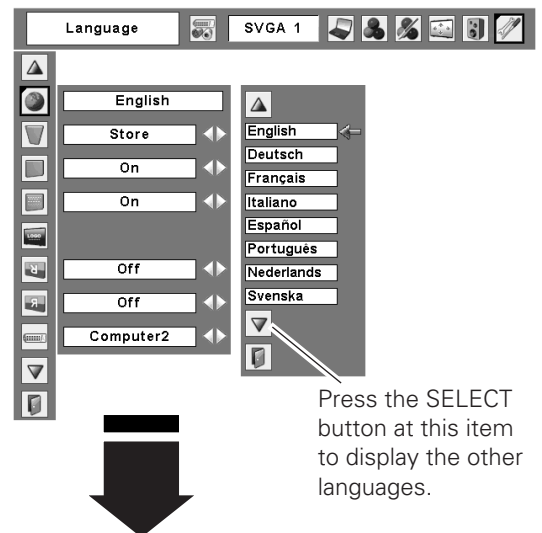 Language
SVGA 1
English
Store
On
On
Off
Off
Computer2
English
Deutsch
Français
Italiano
Español
Português
Nederlands
Svenska
Press the SELECT
button at this item
to display the other
languages.